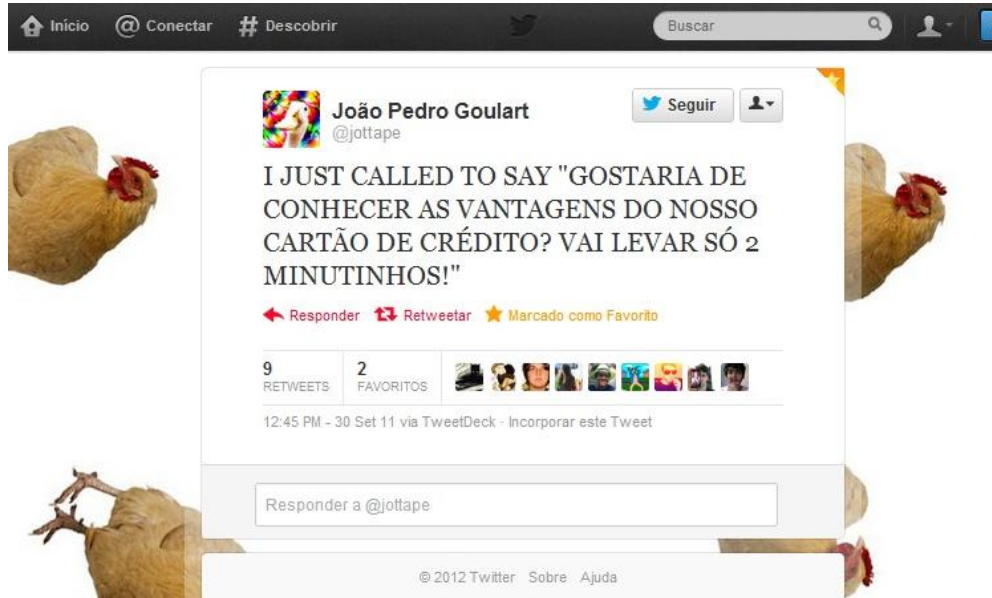 Início @ Conectar # Descobrir Buscar
João Pedro Goulart Seguir
@jottape
I JUST CALLED TO SAY "GOSTARIA DE
CONHECER AS VANTAGENS DO NOSSO
CARTÃO DE CRÉDITO? VAI LEVAR SÓ 2
MINUTINHOS!"
Responder Retweetar Marcado como Favorito
9 2
RETWEETS FAVORITOS
12:45 PM - 30 Set 11 via TweetDeck · Incorporar este Tweet
Responder a @jottape
© 2012 Twitter Sobre Ajuda